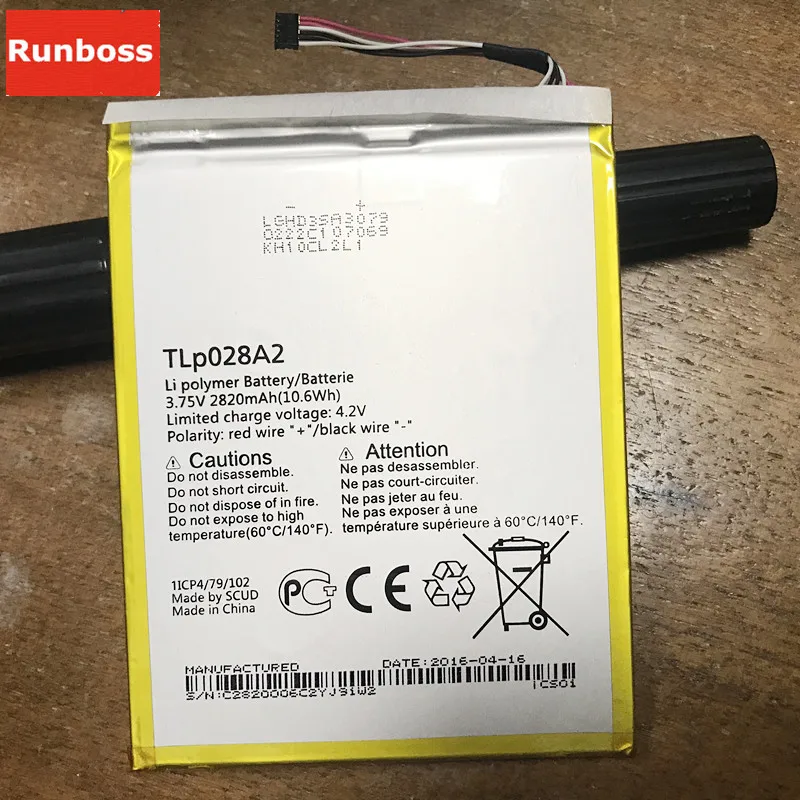 Runboss
- +
LGHD3SA3079
0222C107069
KH10CL2L1
TLp028A2
Li polymer Battery/Batterie
3.75V 2820mAh(10.6Wh)
Limited charge voltage: 4.2V
Polarity: red wire "+"/black wire "-"
Cautions
Do not disassemble.
Do not short circuit.
Do not dispose of in fire.
Do not expose to high
temperature(60°C/140°F).
Attention
Ne pas desassembler.
Ne pas court-circuiter.
Ne pas jeter au feu.
Ne pas exposer à une
température supérieure à 60°C/140°F.
1ICP4/79/102
Made by SCUD
Made in China
CE
MANUFACTURED DATE:2016-04-16
S/N:C2820006C2YJ91W2 iCS01